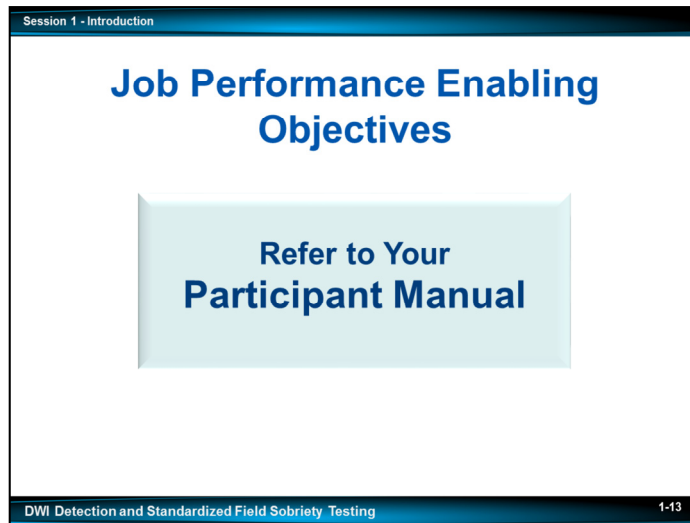 Session 1 - Introduction
Job Performance Enabling
Objectives
Refer to Your
Participant Manual
DWI Detection and Standardized Field Sobriety Testing
1-13